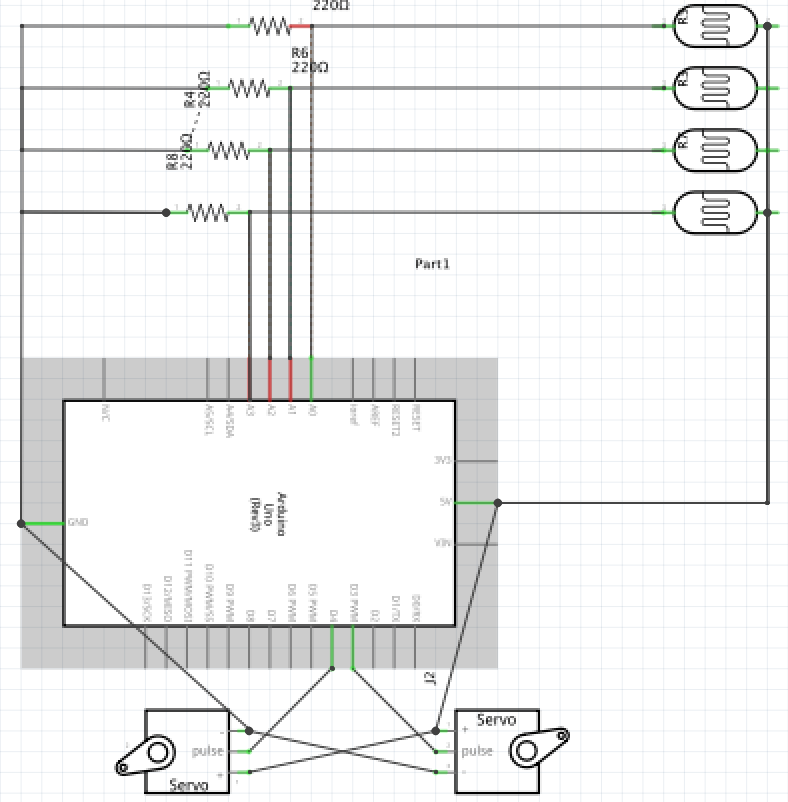 220Ω
R6
220Ω
R4
220Ω
R8
220Ω
R5
R3
R7
Part1
N/C
A5/SCL
A4/SDA
A3
A2
A1
A0
ioref
AREF
RESET2
RESET
3V3
5V
VIN
GND
Arduino
Uno
(Rev3)
D13/SCK
D12/MISO
D11 PWM/MOSI
D10 PWM/SS
D9 PWM
D8
D7
D6 PWM
D5 PWM
D4
D3 PWM
D2
D1/TX
D0/RX
J2
-
pulse
+
Servo
Servo
+
pulse
-